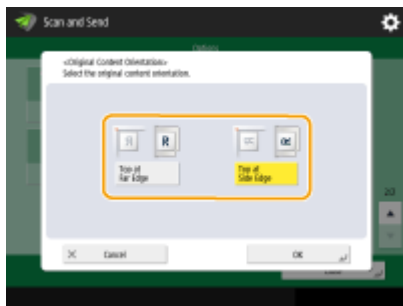 Scan and Send
Options
<Original Content Orientation>
Select the original content orientation.
R
R
Top at
Far Edge
Top at
Side Edge
× Cancel
OK